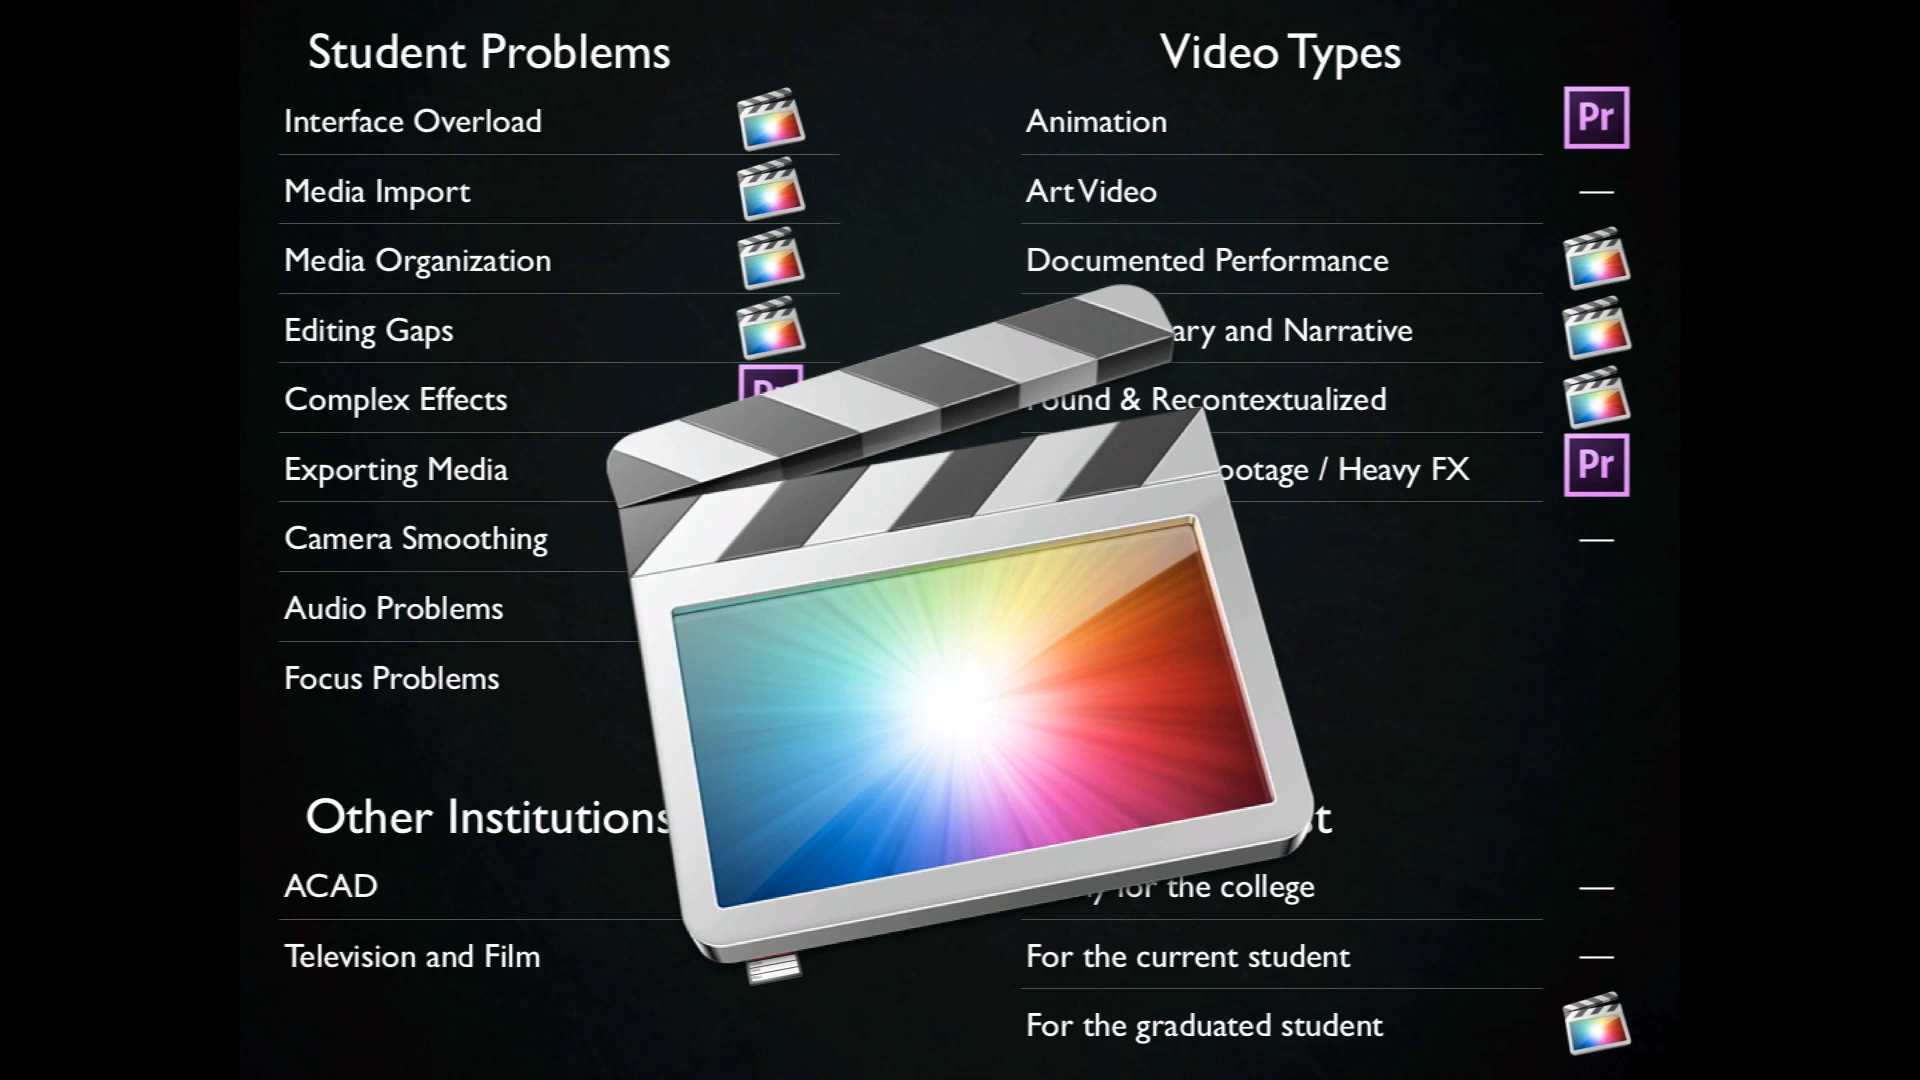 Student Problems
Interface Overload
Media Import
Media Organization
Editing Gaps
Complex Effects
Pr
Exporting Media
Camera Smoothing
Audio Problems
Focus Problems
Video Types
Animation
Pr
Art Video
—
Documented Performance
and Narrative
& Recontextualized
/ Heavy FX
Pr
—
Other Institutions
ACAD
Television and Film
for the college
—
For the current student
—
For the graduated student